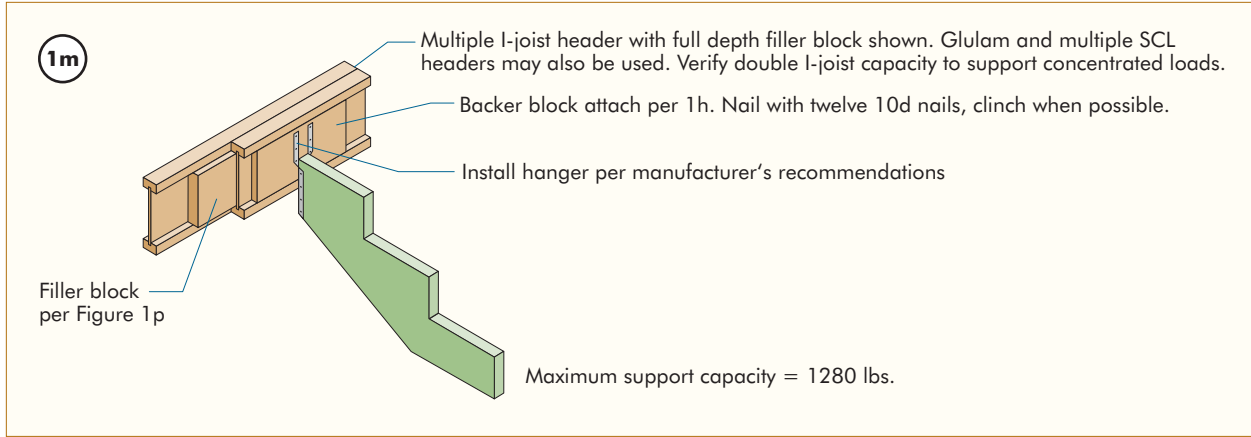 1m
Multiple I-joist header with full depth filler block shown. Glulam and multiple SCL
headers may also be used. Verify double I-joist capacity to support concentrated loads.
Backer block attach per 1h. Nail with twelve 10d nails, clinch when possible.
Install hanger per manufacturer’s recommendations
Filler block
per Figure 1p
Maximum support capacity = 1280 lbs.